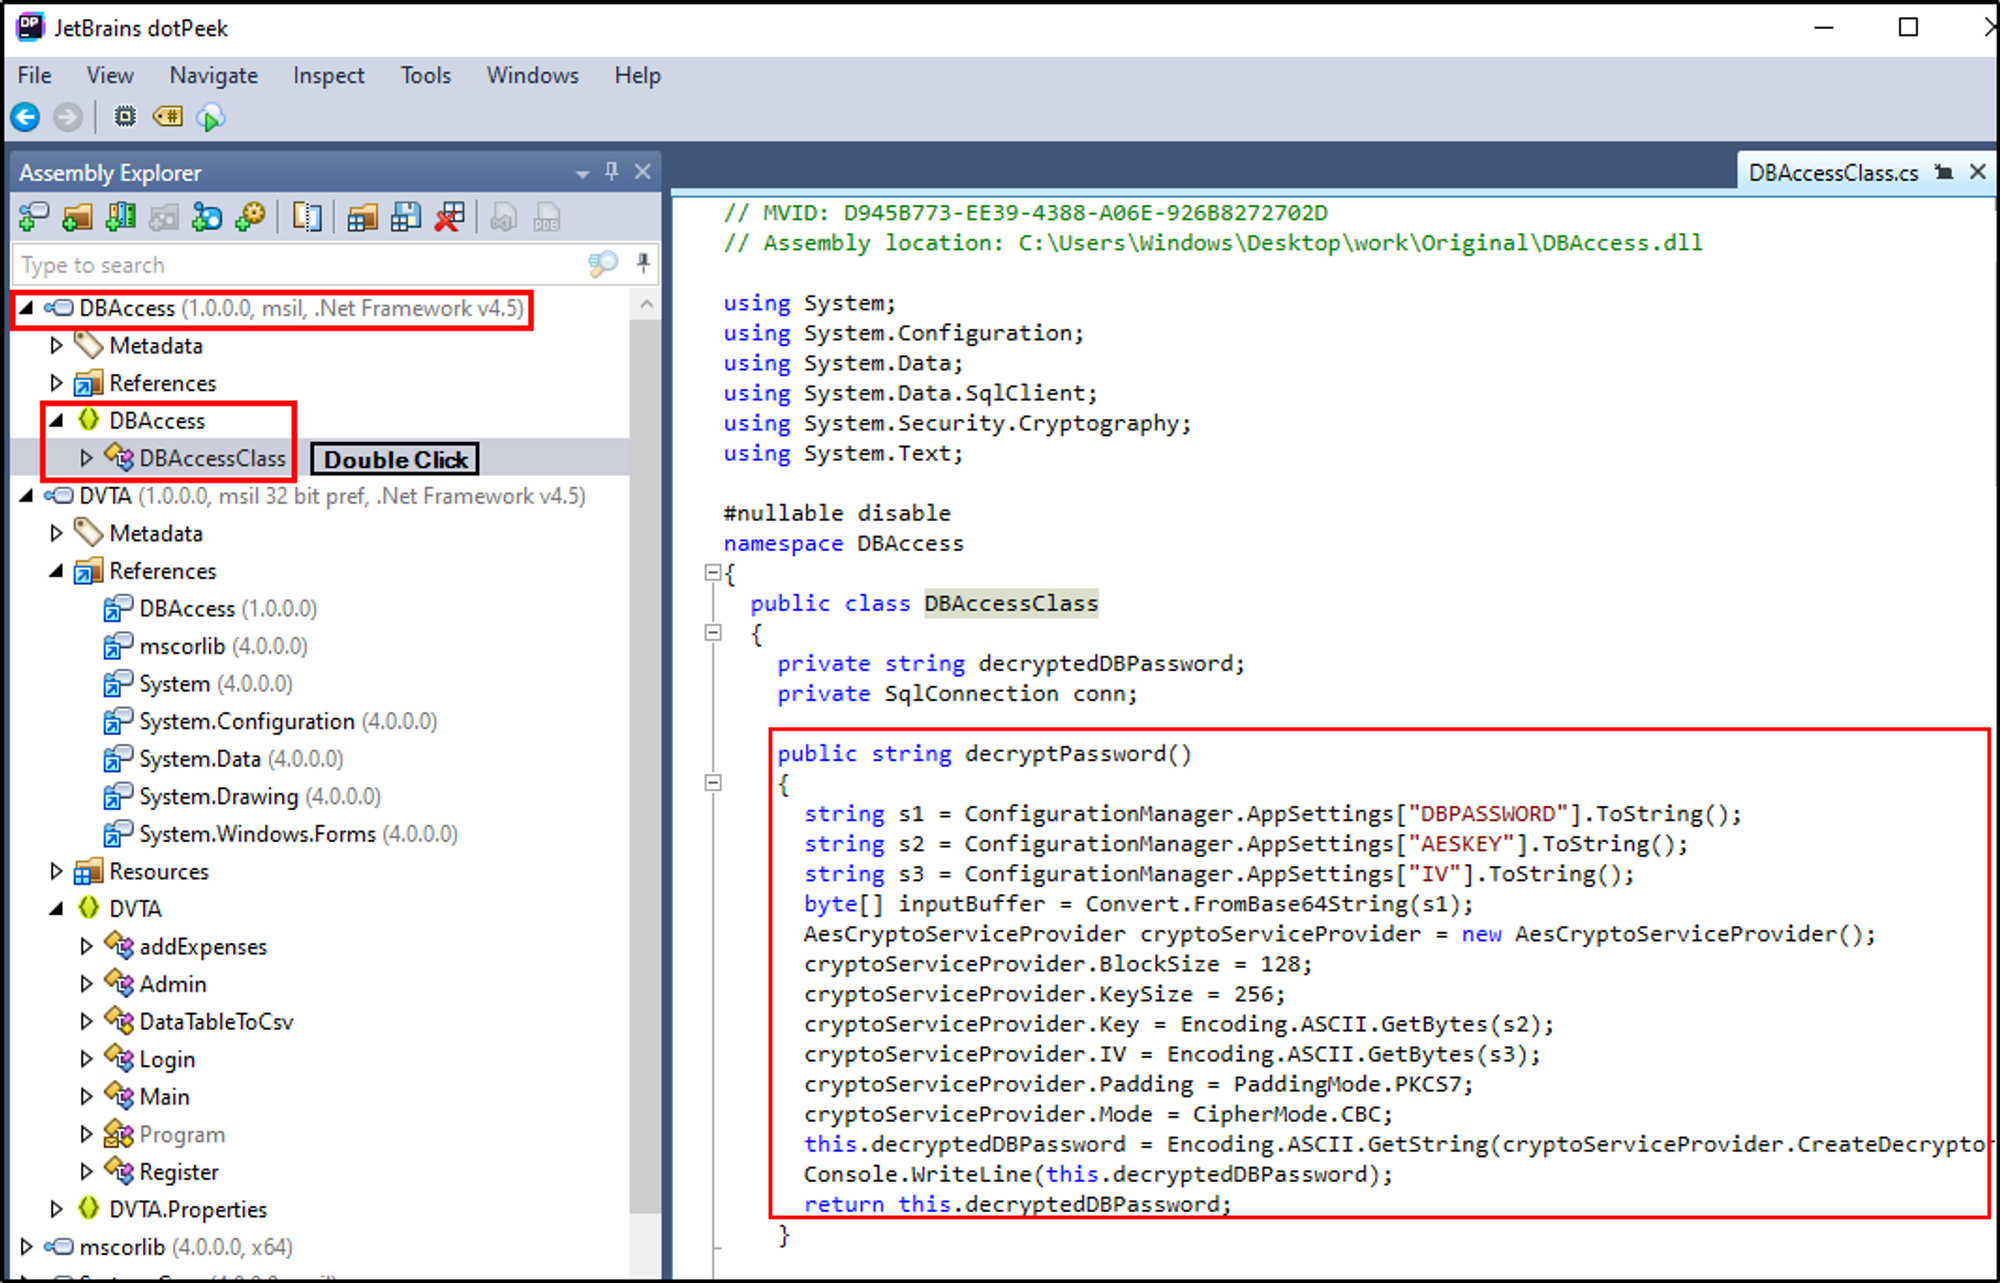 JetBrains dotPeek
File View Navigate Inspect Tools Windows Help
Assembly Explorer
Type to search
DBAccess (1.0.0.0, msil, .Net Framework v4.5)
Metadata
References
DBAccess
DBAccessClass
Double Click
DVTA (1.0.0.0, msil 32 bit pref, .Net Framework v4.5)
Metadata
References
DBAccess (1.0.0.0)
mscorlib (4.0.0.0)
System (4.0.0.0)
System.Configuration (4.0.0.0)
System.Data (4.0.0.0)
System.Drawing (4.0.0.0)
System.Windows.Forms (4.0.0.0)
Resources
DVTA
addExpenses
Admin
DataTableToCsv
Login
Main
Program
Register
DVTA.Properties
mscorlib (4.0.0.0, x64)
DBAccessClass.cs
// MVID: D945B773-EE39-4388-A06E-926B8272702D
// Assembly location: C:\Users\Windows\Desktop\work\Original\DBAccess.dll
using System;
using System.Configuration;
using System.Data;
using System.Data.SqlClient;
using System.Security.Cryptography;
using System.Text;
#nullable disable
namespace DBAccess
{
public class DBAccessClass
{
private string decryptedDBPassword;
private SqlConnection conn;
public string decryptPassword()
{
string s1 = ConfigurationManager.AppSettings["DBPASSWORD"].ToString();
string s2 = ConfigurationManager.AppSettings["AESKEY"].ToString();
string s3 = ConfigurationManager.AppSettings["IV"].ToString();
byte[] inputBuffer = Convert.FromBase64String(s1);
AesCryptoServiceProvider cryptoServiceProvider = new AesCryptoServiceProvider();
cryptoServiceProvider.BlockSize = 128;
cryptoServiceProvider.KeySize = 256;
cryptoServiceProvider.Key = Encoding.ASCII.GetBytes(s2);
cryptoServiceProvider.IV = Encoding.ASCII.GetBytes(s3);
cryptoServiceProvider.Padding = PaddingMode.PKCS7;
cryptoServiceProvider.Mode = CipherMode.CBC;
this.decryptedDBPassword = Encoding.ASCII.GetString(cryptoServiceProvider.CreateDecryptor
Console.WriteLine(this.decryptedDBPassword);
return this.decryptedDBPassword;
}